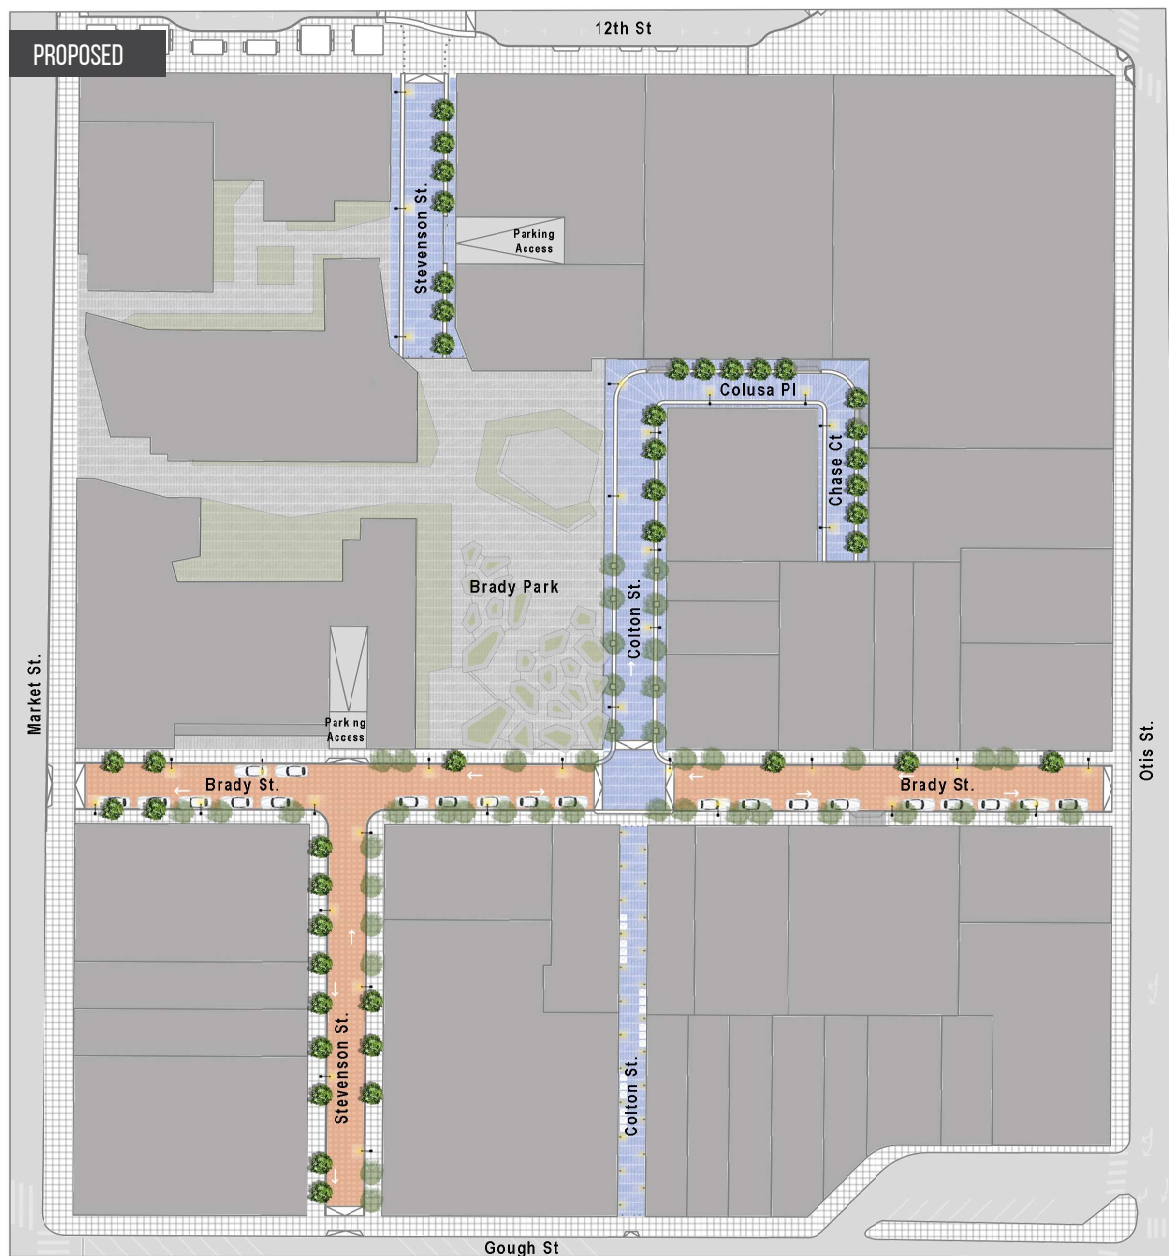 12th St
PROPOSED
Stevenson St.
Parking
Access
Colusa Pl
Chase Ct
Brady Park
Colton St.
Market St.
Parking
Access
Otis St.
Brady St.
Brady St.
Stevenson St.
Colton St.
Gough St